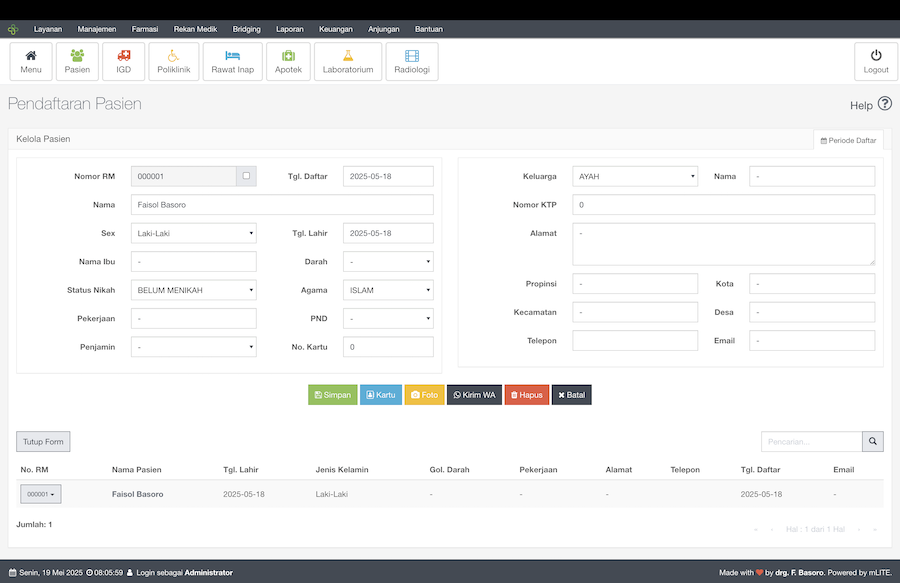 Layanan Manajemen Farmasi Rekan Medik Bridging Laporan Keuangan Anjungan Bantuan
Menu Pasien IGD Poliklinik Rawat Inap Apotek Laboratorium Radiologi Logout
Pendaftaran Pasien Help ?
Kelola Pasien Periode Daftar
Nomor RM 000001 Tgl. Daftar 2025-05-18
Nama Faisol Basoro
Sex Laki-Laki Tgl. Lahir 2025-05-18
Nama Ibu - Darah -
Status Nikah BELUM MENIKAH Agama ISLAM
Pekerjaan - PND -
Penjamin - No. Kartu 0
Keluarga AYAH Nama -
Nomor KTP 0
Alamat -
Propinsi - Kota -
Kecamatan - Desa -
Telepon Email -
Simpan Kartu Foto Kirim WA Hapus Batal
Tutup Form Pencarian...
No. RM Nama Pasien Tgl. Lahir Jenis Kelamin Gol. Darah Pekerjaan Alamat Telepon Tgl. Daftar Email
000001 Faisol Basoro 2025-05-18 Laki-Laki - - - 2025-05-18 -
Jumlah: 1
Hal : 1 dari 1 Hal
Senin, 19 Mei 2025 08:05:59 Login sebagai Administrator
Made with ❤ by drg. F. Basoro. Powered by mLITE.